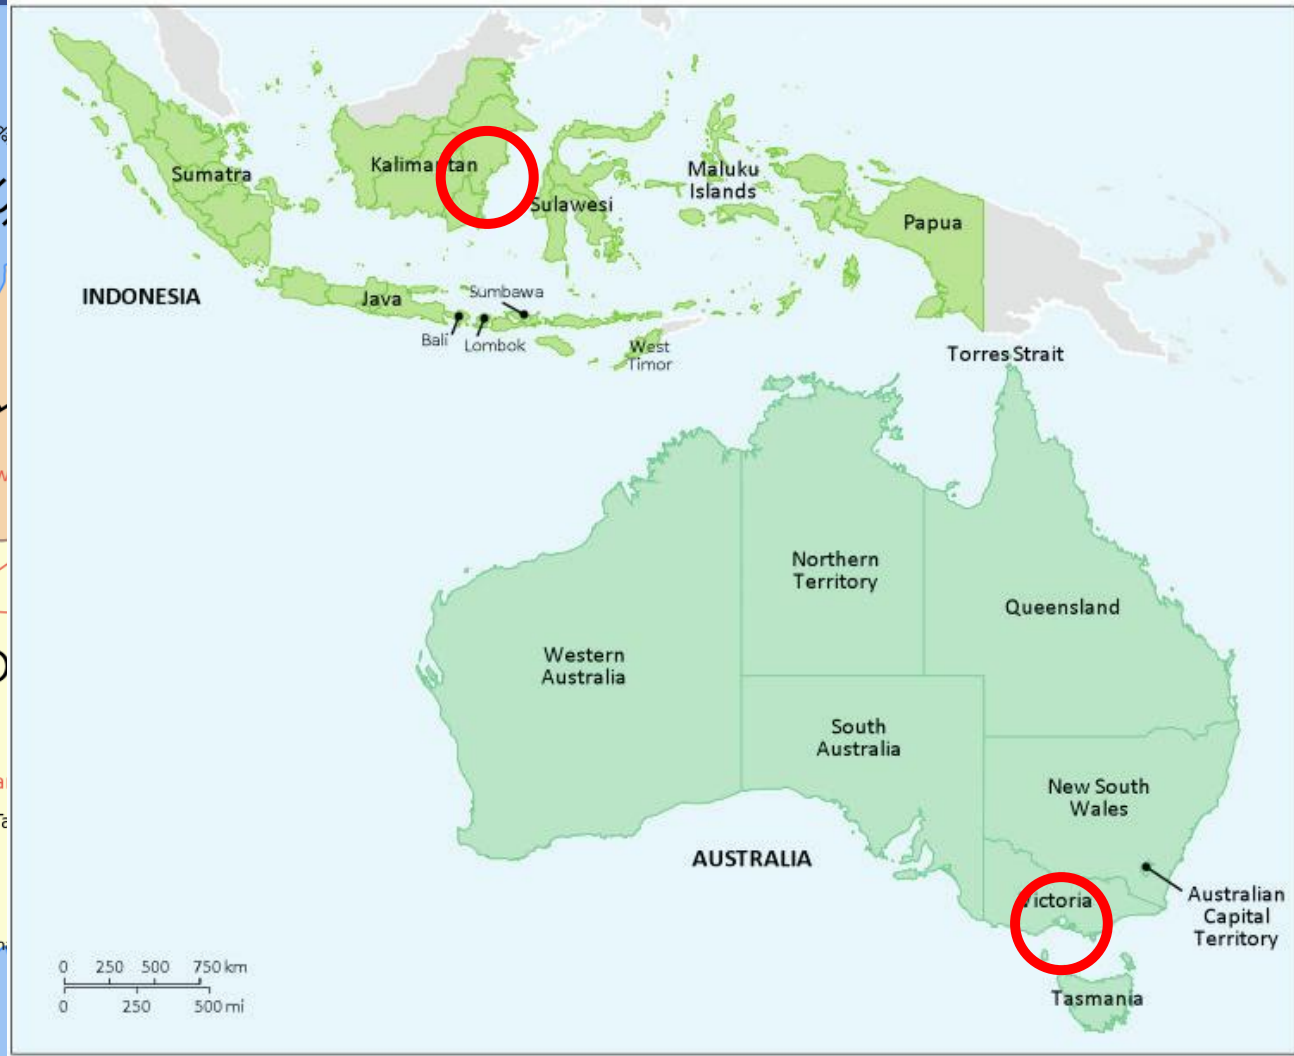 Sumatra
Kalimantan
Sulawesi
Maluku
Islands
Papua
INDONESIA
Java
Sumbawa
Bali
Lombok
West
Timor
Torres Strait
Northern
Territory
Queensland
Western
Australia
South
Australia
New South
Wales
AUSTRALIA
Victoria
Australian
Capital
Territory
Tasmania
0 250 500 750 km
0 250 500 mi